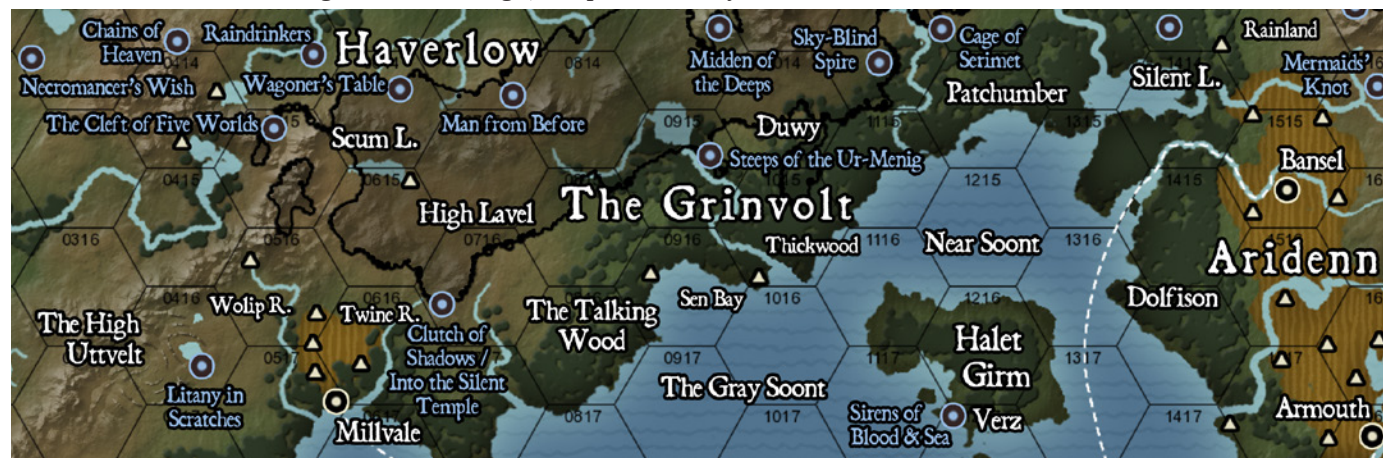 Chains of
Heaven
Raindrinkers
Haverlow
0814
Midden of
the Deeps
Sky-Blind
Spire
Cage of
Serimet
Rainland
Necromancer's Wish
Wagoner's Table
Patchumber
Silent L.
Mermaids'
Knot
The Cleft of Five Worlds
Scum L.
Man from Before
0915
Duwy
1115
1315
1515
Steeps of the Ur-Menig
Bansel
0415
0615
1015
1215
1415
High Lavel
The Grinvolt
0316
0516
0716
0916
Thickwood
1116
Near Soont
1316
1516
Aridenn
0416
Wolip R.
0616
Twine R.
Sen Bay
1016
1216
Dolfison
The High
Uttvelt
Clutch of
Shadows /
Into the Silent
Temple
The Talking
Wood
Halet
Girm
0517
0917
1117
1317
The Gray Soont
Litany in
Scratches
Millvale
0617
0817
1017
Sirens of
Blood & Sea
Verz
1417
Armouth